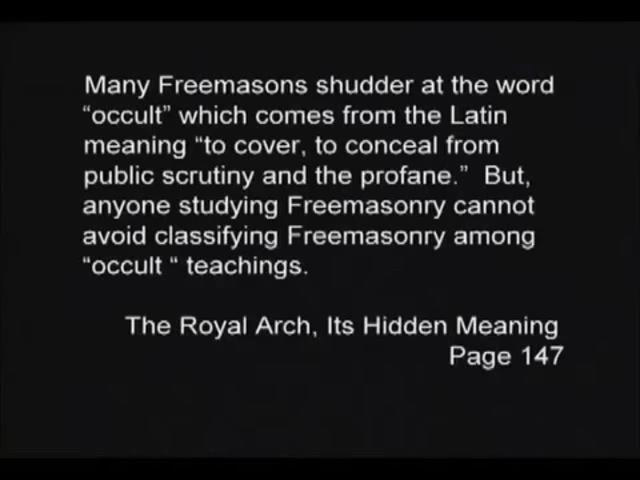 Many Freemasons shudder at the word
“occult” which comes from the Latin
meaning “to cover, to conceal from
public scrutiny and the profane.”  But,
anyone studying Freemasonry cannot
avoid classifying Freemasonry among
“occult “ teachings.
The Royal Arch, Its Hidden Meaning
Page 147